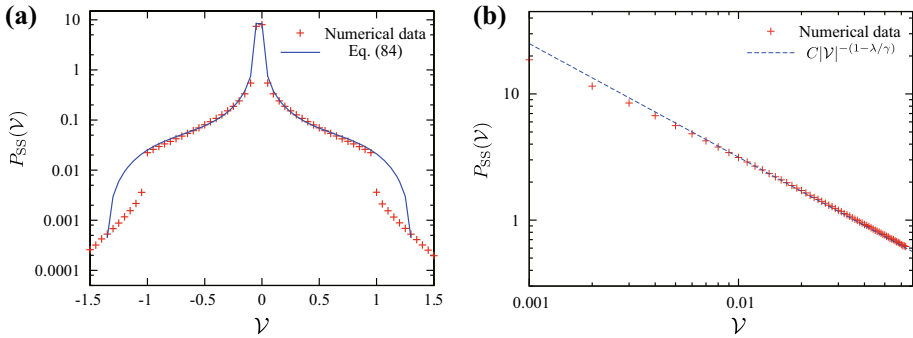 (a)
10
1
0.1
0.01
0.001
0.0001
-1.5
-1
-0.5
0
0.5
1
1.5
P_SS(𝒱)
𝒱
Numerical data
Eq. (84)
(b)
10
1
0.001
0.01
P_SS(𝒱)
𝒱
Numerical data
C|𝒱|^−(1−λ/γ)